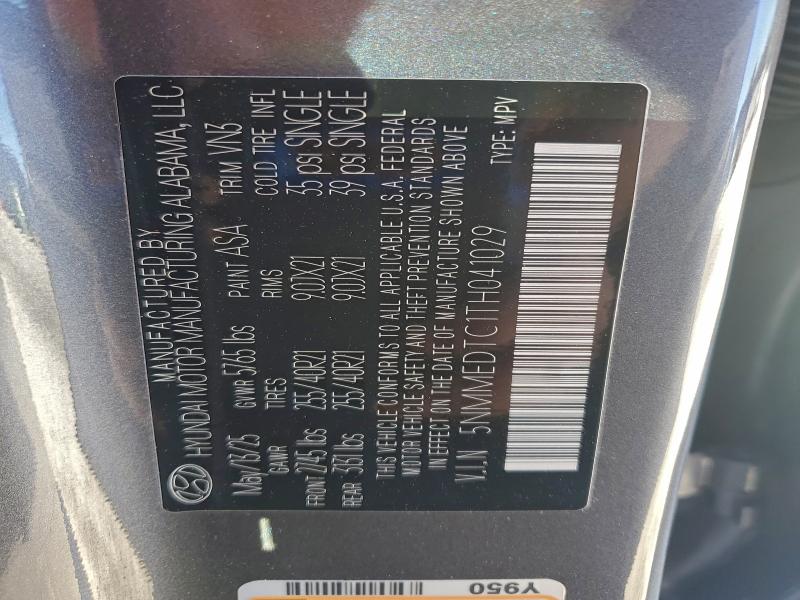 MANUFACTURED BY
HYUNDAI MOTOR MANUFACTURING ALABAMA, LLC
May/13/25 GVWR 5765 lbs PAINT ASA TRIM VN3
GAWR TIRES RIMS COLD TIRE INFL
FRONT 2745 lbs 255/40R21 9.0JX21 35 psi SINGLE
REAR 3351 lbs 255/40R21 9.0JX21 39 psi SINGLE
THIS VEHICLE CONFORMS TO ALL APPLICABLE U.S.A. FEDERAL
MOTOR VEHICLE SAFETY AND THEFT PREVENTION STANDARDS
IN EFFECT ON THE DATE OF MANUFACTURE SHOWN ABOVE
V.I.N 5NMMEDTC1TH041029
TYPE: MPV
Y950